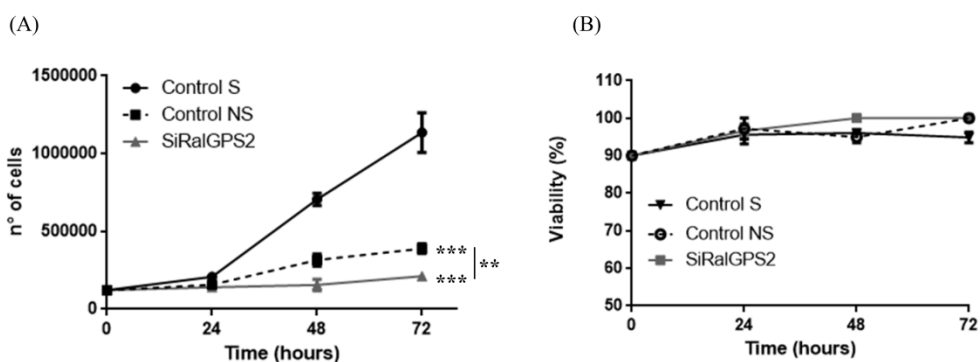 (A)
n° of cells
1500000
1000000
500000
0
Control S
Control NS
SiRalGPS2
***
***
**
0 24 48 72
Time (hours)
(B)
Viability (%)
110
100
90
80
70
60
50
Control S
Control NS
SiRalGPS2
0 24 48 72
Time (hours)